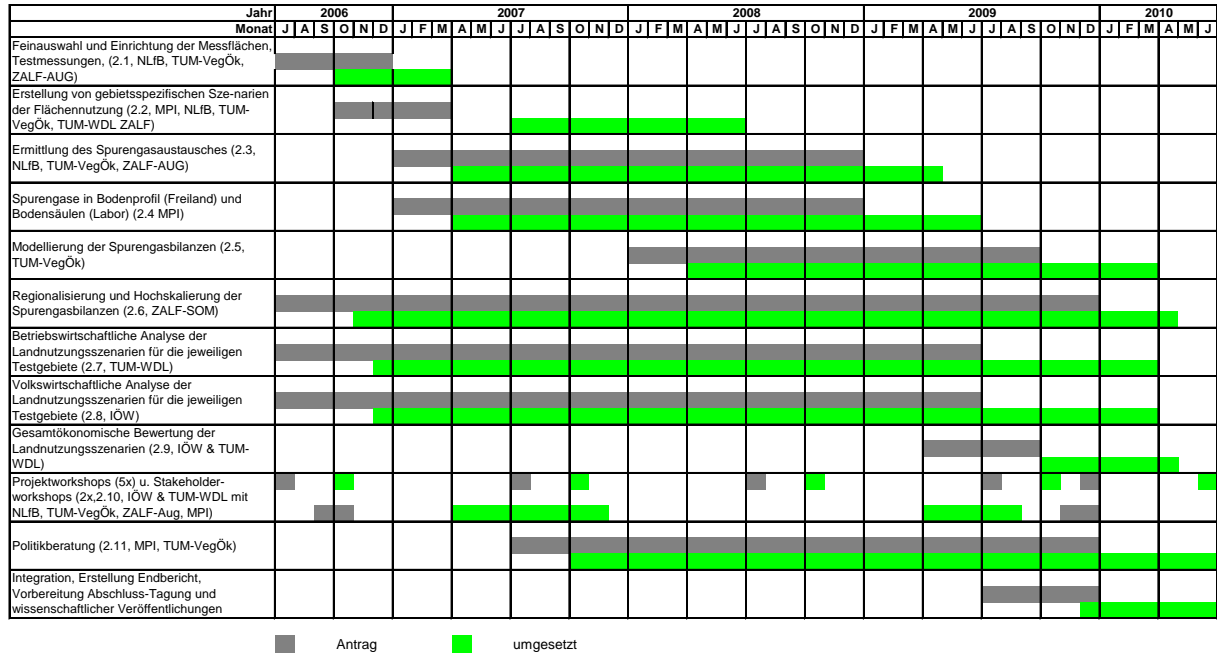 Jahr 2006 2007 2008 2009 2010
Monat J A S O N D J F M A M J J A S O N D J F M A M J J A S O N D J F M A M J J A S O N D J F M A M J
Feinauswahl und Einrichtung der Messflächen,
Testmessungen, (2.1, NLfB, TUM-VegÖk,
ZALF-AUG)
Erstellung von gebietsspezifischen Sze-narien
der Flächennutzung (2.2, MPI, NLfB, TUM-
VegÖk, TUM-WDL ZALF)
Ermittlung des Spurengasaustausches (2.3,
NLfB, TUM-VegÖk, ZALF-AUG)
Spurengase in Bodenprofil (Freiland) und
Bodensäulen (Labor) (2.4 MPI)
Modellierung der Spurengasbilanzen (2.5,
TUM-VegÖk)
Regionalisierung und Hochskalierung der
Spurengasbilanzen (2.6, ZALF-SOM)
Betriebswirtschaftliche Analyse der
Landnutzungsszenarien für die jeweiligen
Testgebiete (2.7, TUM-WDL)
Volkswirtschaftliche Analyse der
Landnutzungsszenarien für die jeweiligen
Testgebiete (2.8, IÖW)
Gesamtökonomische Bewertung der
Landnutzungsszenarien (2.9, IÖW & TUM-
WDL)
Projektworkshops (5x) u. Stakeholder-
workshops (2x,2.10, IÖW & TUM-WDL mit
NLfB, TUM-VegÖk, ZALF-Aug, MPI)
Politikberatung (2.11, MPI, TUM-VegÖk)
Integration, Erstellung Endbericht,
Vorbereitung Abschluss-Tagung und
wissenschaftlicher Veröffentlichungen
Antrag umgesetzt